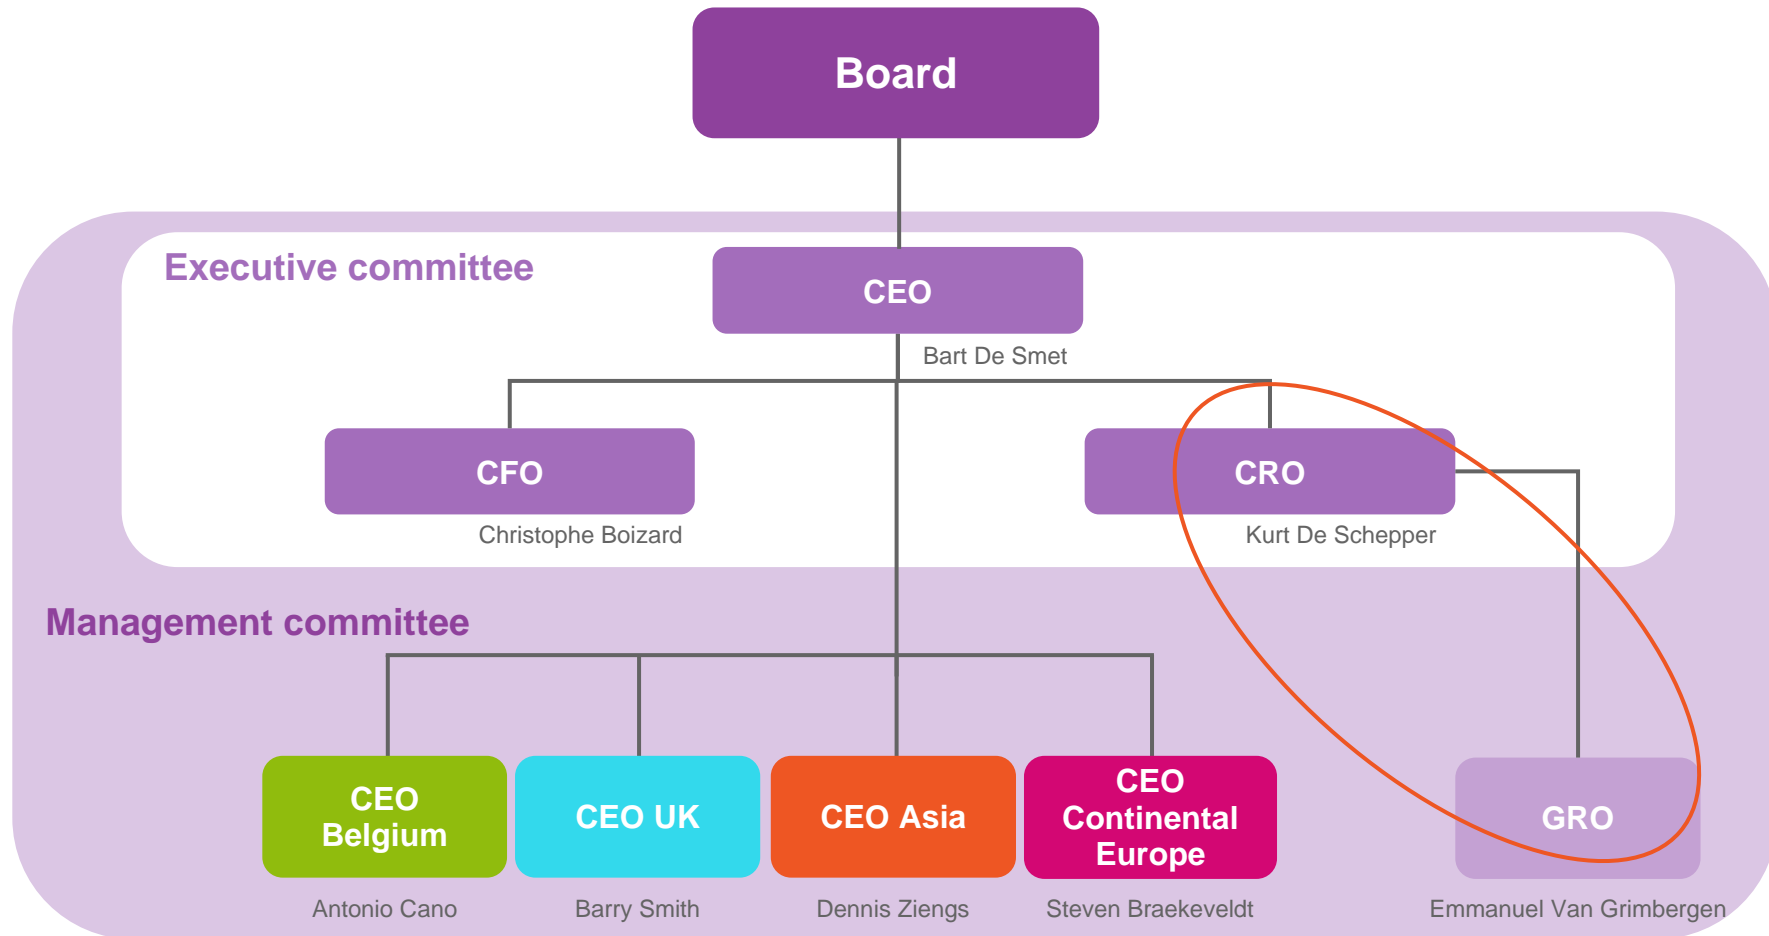 Board
Executive committee
CEO
Bart De Smet
CFO
CRO
Christophe Boizard
Kurt De Schepper
Management committee
CEO
Belgium
CEO UK
CEO Asia
CEO
Continental
Europe
GRO
Antonio Cano
Barry Smith
Dennis Ziengs
Steven Braekeveldt
Emmanuel Van Grimbergen